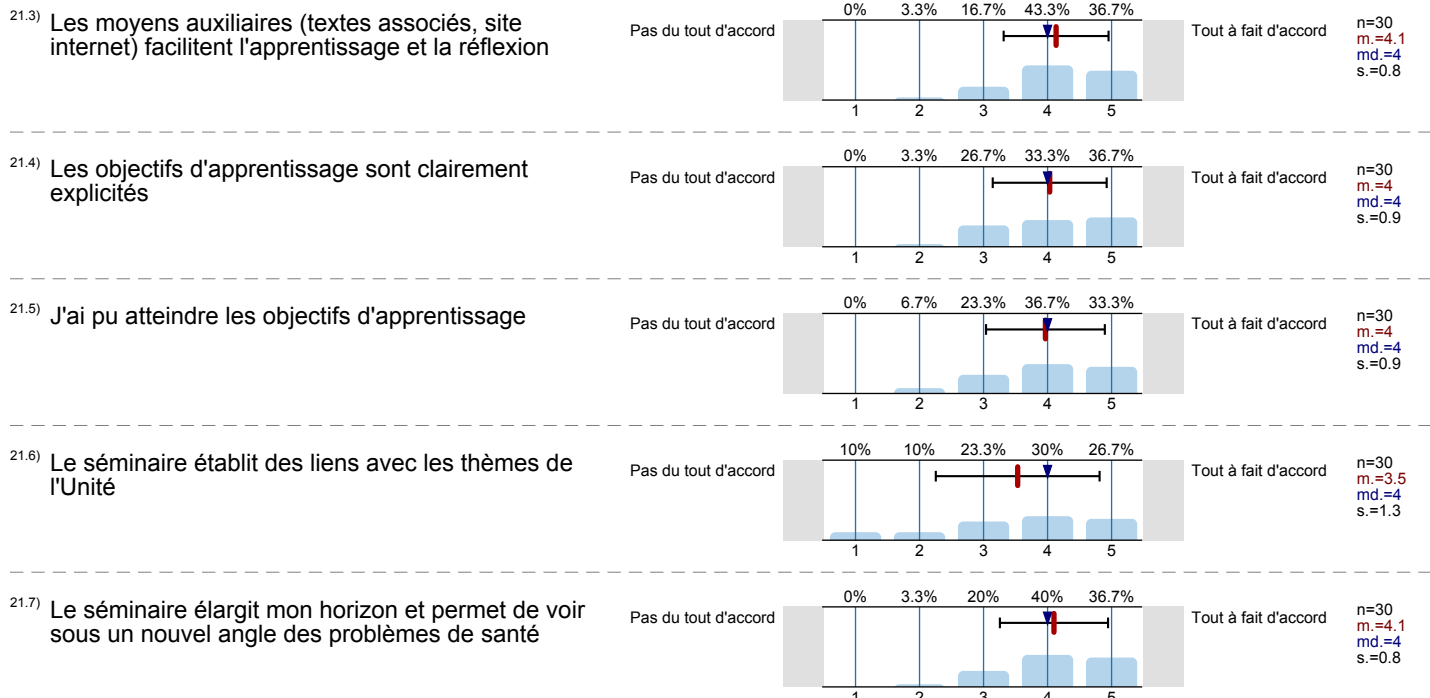 21.3) Les moyens auxiliaires (textes associés, site
internet) facilitent l'apprentissage et la réflexion
Pas du tout d'accord
0% 3.3% 16.7% 43.3% 36.7%
1 2 3 4 5
Tout à fait d'accord
n=30
m.=4.1
md.=4
s.=0.8
21.4) Les objectifs d'apprentissage sont clairement
explicités
Pas du tout d'accord
0% 3.3% 26.7% 33.3% 36.7%
1 2 3 4 5
Tout à fait d'accord
n=30
m.=4
md.=4
s.=0.9
21.5) J'ai pu atteindre les objectifs d'apprentissage
Pas du tout d'accord
0% 6.7% 23.3% 36.7% 33.3%
1 2 3 4 5
Tout à fait d'accord
n=30
m.=4
md.=4
s.=0.9
21.6) Le séminaire établit des liens avec les thèmes de
l'Unité
Pas du tout d'accord
10% 10% 23.3% 30% 26.7%
1 2 3 4 5
Tout à fait d'accord
n=30
m.=3.5
md.=4
s.=1.3
21.7) Le séminaire élargit mon horizon et permet de voir
sous un nouvel angle des problèmes de santé
Pas du tout d'accord
0% 3.3% 20% 40% 36.7%
1 2 3 4 5
Tout à fait d'accord
n=30
m.=4.1
md.=4
s.=0.8